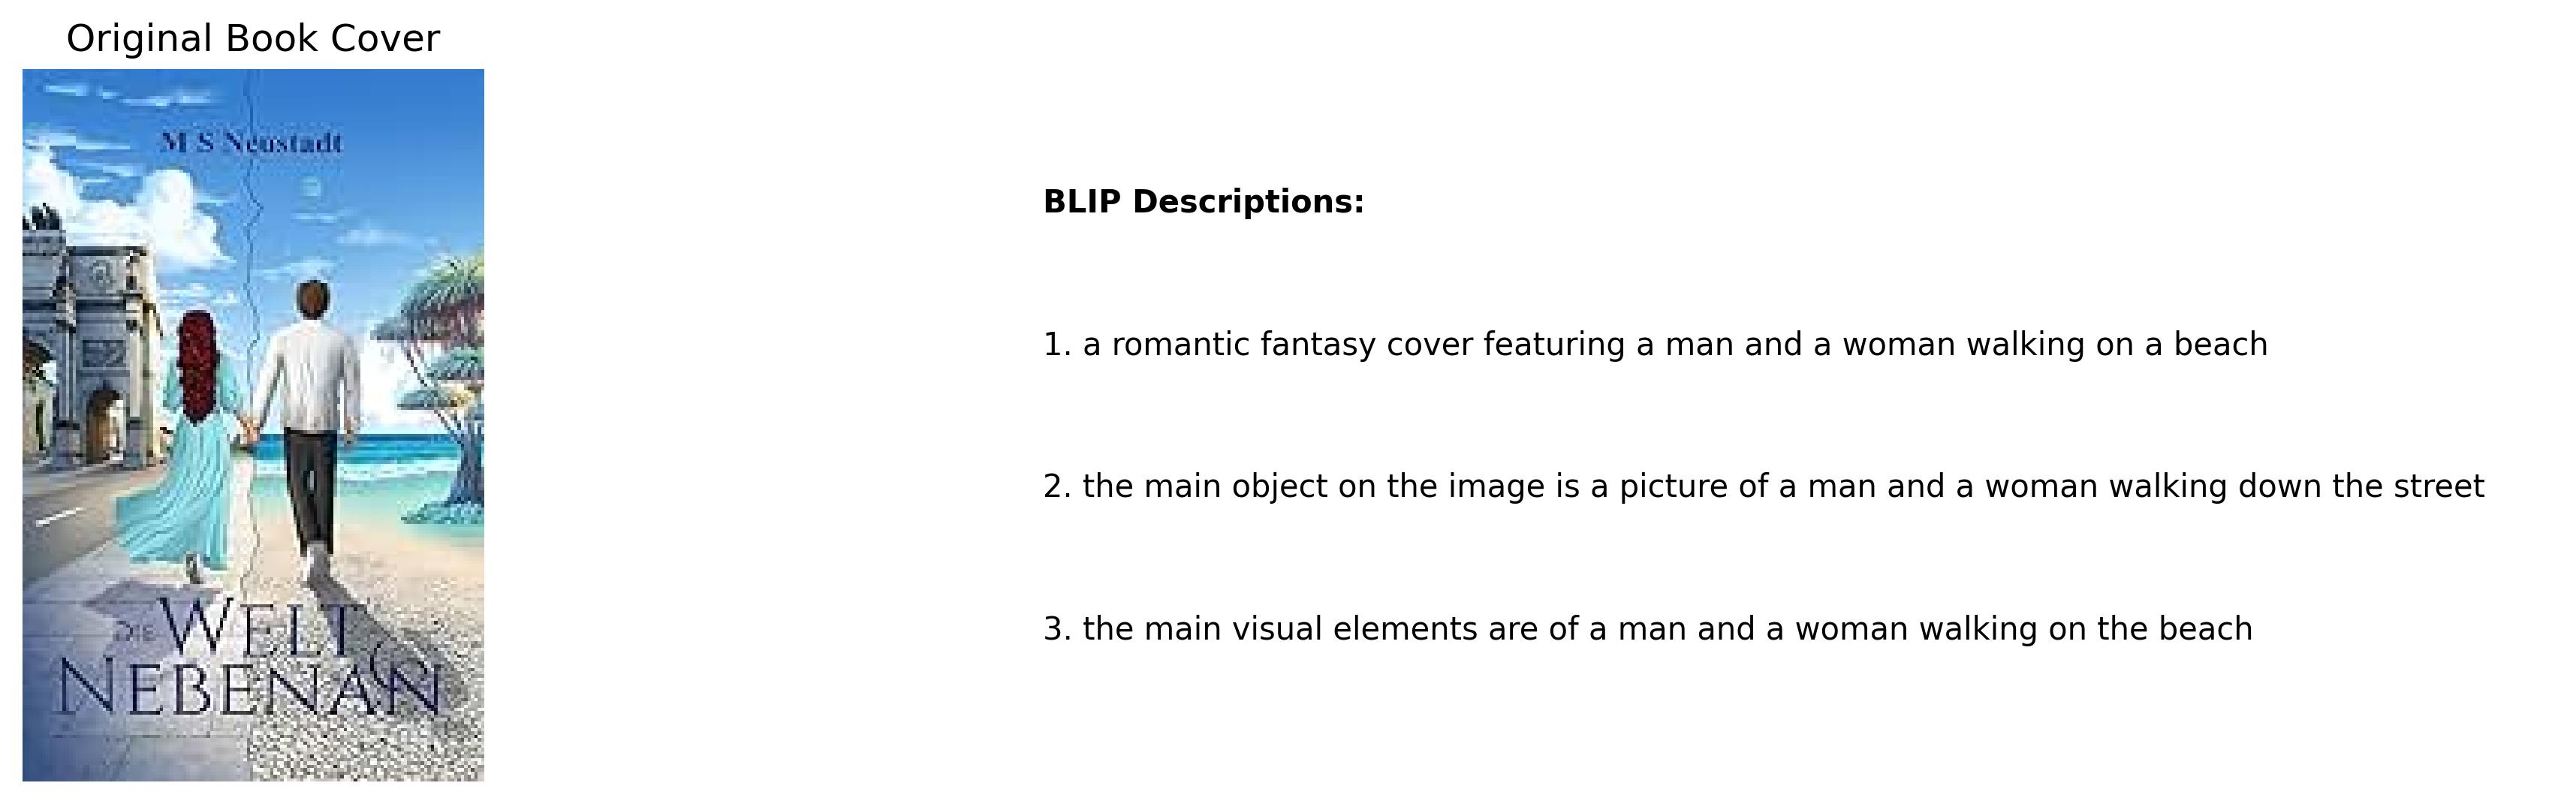 Original Book Cover
M S Neustadt
DIE WELT
NEBENAN
BLIP Descriptions:
1. a romantic fantasy cover featuring a man and a woman walking on a beach
2. the main object on the image is a picture of a man and a woman walking down the street
3. the main visual elements are of a man and a woman walking on the beach